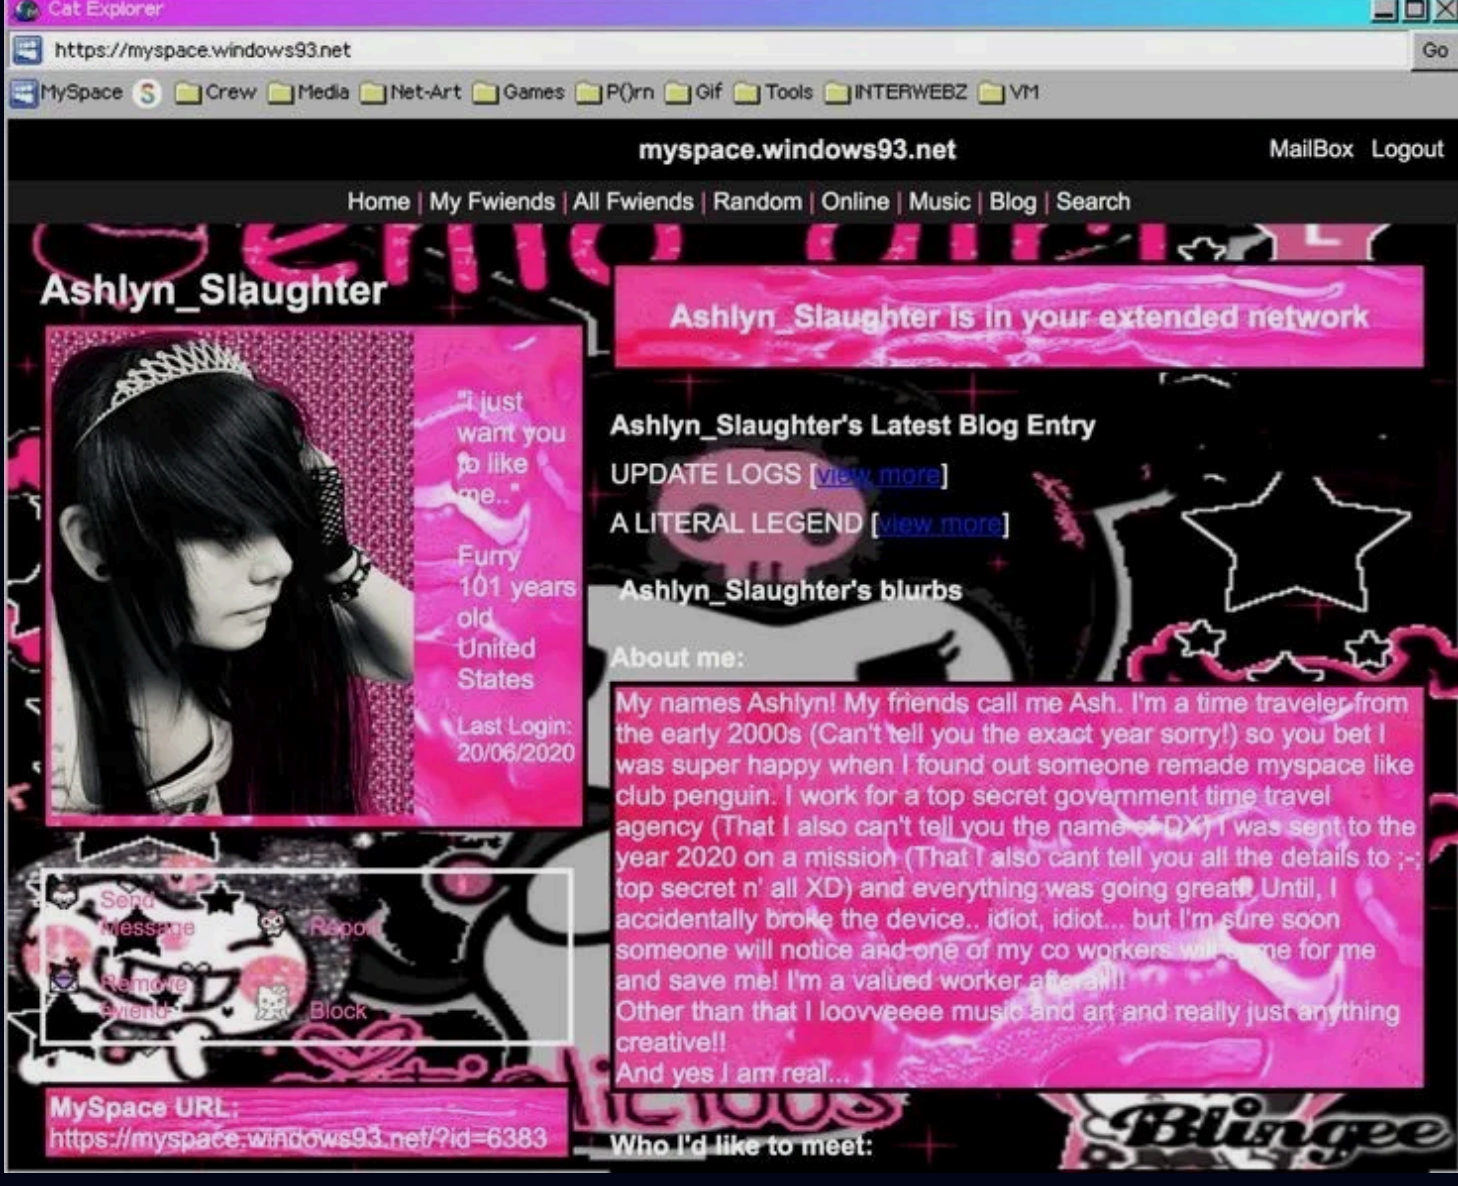 Cat Explorer
https://myspace.windows93.net
Go
MySpace S Crew Media Net-Art Games P()rn Gif Tools INTERWEBZ VM
myspace.windows93.net
MailBox Logout
Home | My Fwiends | All Fwiends | Random | Online | Music | Blog | Search
Ashlyn_Slaughter
"i just
want you
to like
me.."
Furry
101 years
old
United
States
Last Login:
20/06/2020
Send
Message
Report
Remove
Fwiend
Block
MySpace URL:
https://myspace.windows93.net/?id=6383
Ashlyn_Slaughter is in your extended network
Ashlyn_Slaughter's Latest Blog Entry
UPDATE LOGS [view more]
A LITERAL LEGEND [view more]
Ashlyn_Slaughter's blurbs
About me:
My names Ashlyn! My friends call me Ash. I'm a time traveler from
the early 2000s (Can't tell you the exact year sorry!) so you bet I
was super happy when I found out someone remade myspace like
club penguin. I work for a top secret government time travel
agency (That I also can't tell you the name of DX) I was sent to the
year 2020 on a mission (That I also cant tell you all the details to ;-;
top secret n' all XD) and everything was going great!! Until, I
accidentally broke the device.. idiot, idiot... but I'm sure soon
someone will notice and one of my co workers will come for me
and save me! I'm a valued worker afterall!!
Other than that I loovveeee music and art and really just anything
creative!!
And yes I am real...
Who I'd like to meet:
Blingee